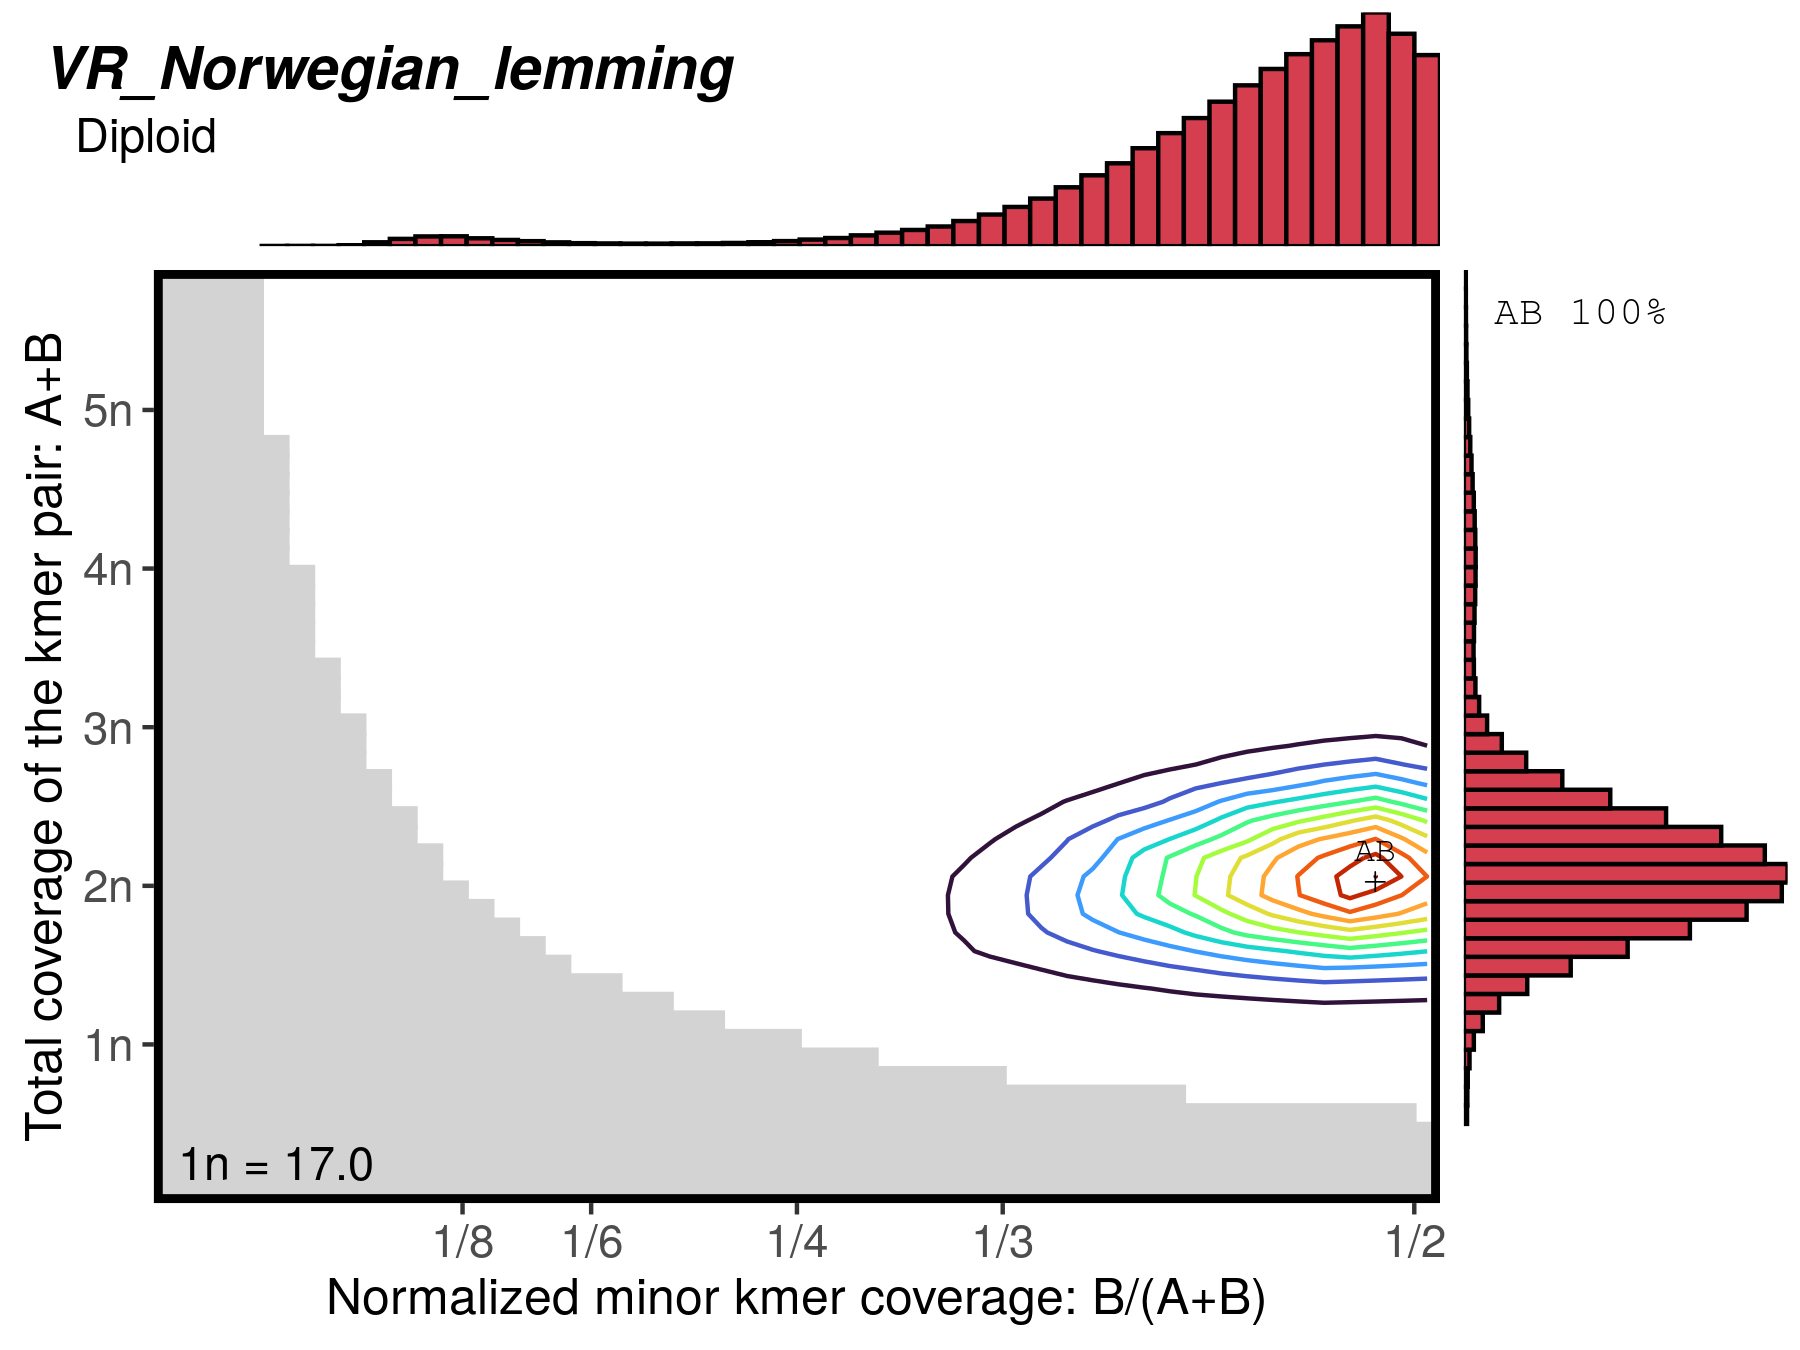 VR_Norwegian_lemming
Diploid
AB 100%
Total coverage of the kmer pair: A+B
5n
4n
3n
2n
1n
AB
1n = 17.0
1/8
1/6
1/4
1/3
1/2
Normalized minor kmer coverage: B/(A+B)